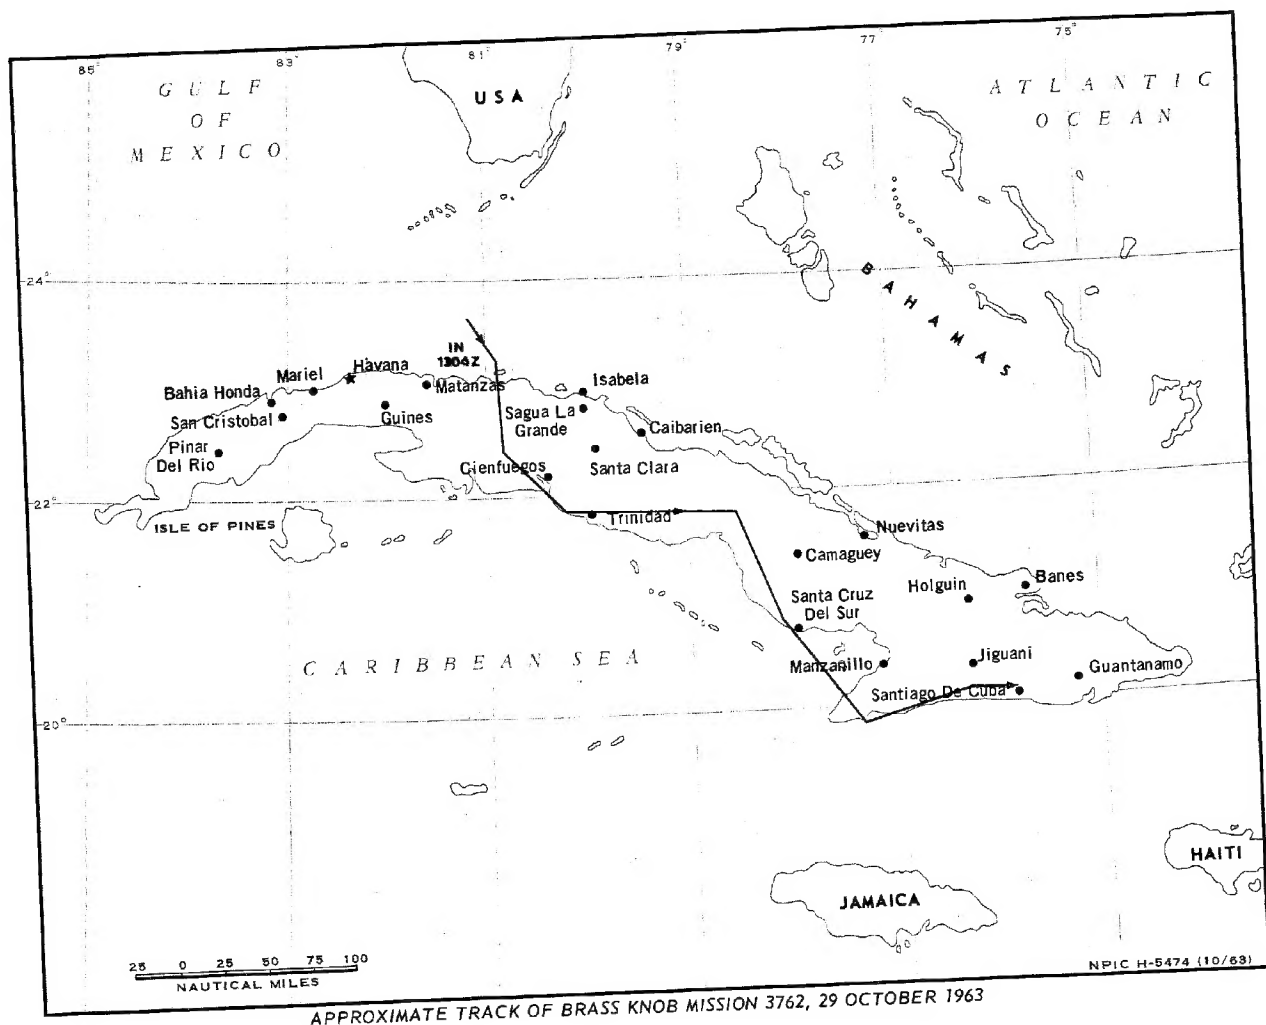 85° 83° 81° 79° 77° 75°
GULF
OF
MEXICO
USA
ATLANTIC
OCEAN
24°
BAHAMAS
IN
1304Z
Havana
Mariel
Matanzas
Bahia Honda
San Cristobal
Guines
Pinar
Del Rio
Isabela
Sagua La
Grande
Caibarien
Cienfuegos
Santa Clara
22°
ISLE OF PINES
Trinidad
Nuevitas
Camaguey
Holguin
Banes
Santa Cruz
Del Sur
CARIBBEAN SEA
Manzanillo
Jiguani
Guantanamo
Santiago De Cuba
20°
HAITI
JAMAICA
25 0 25 50 75 100
NAUTICAL MILES
NPIC H-5474 (10/63)
APPROXIMATE TRACK OF BRASS KNOB MISSION 3762, 29 OCTOBER 1963